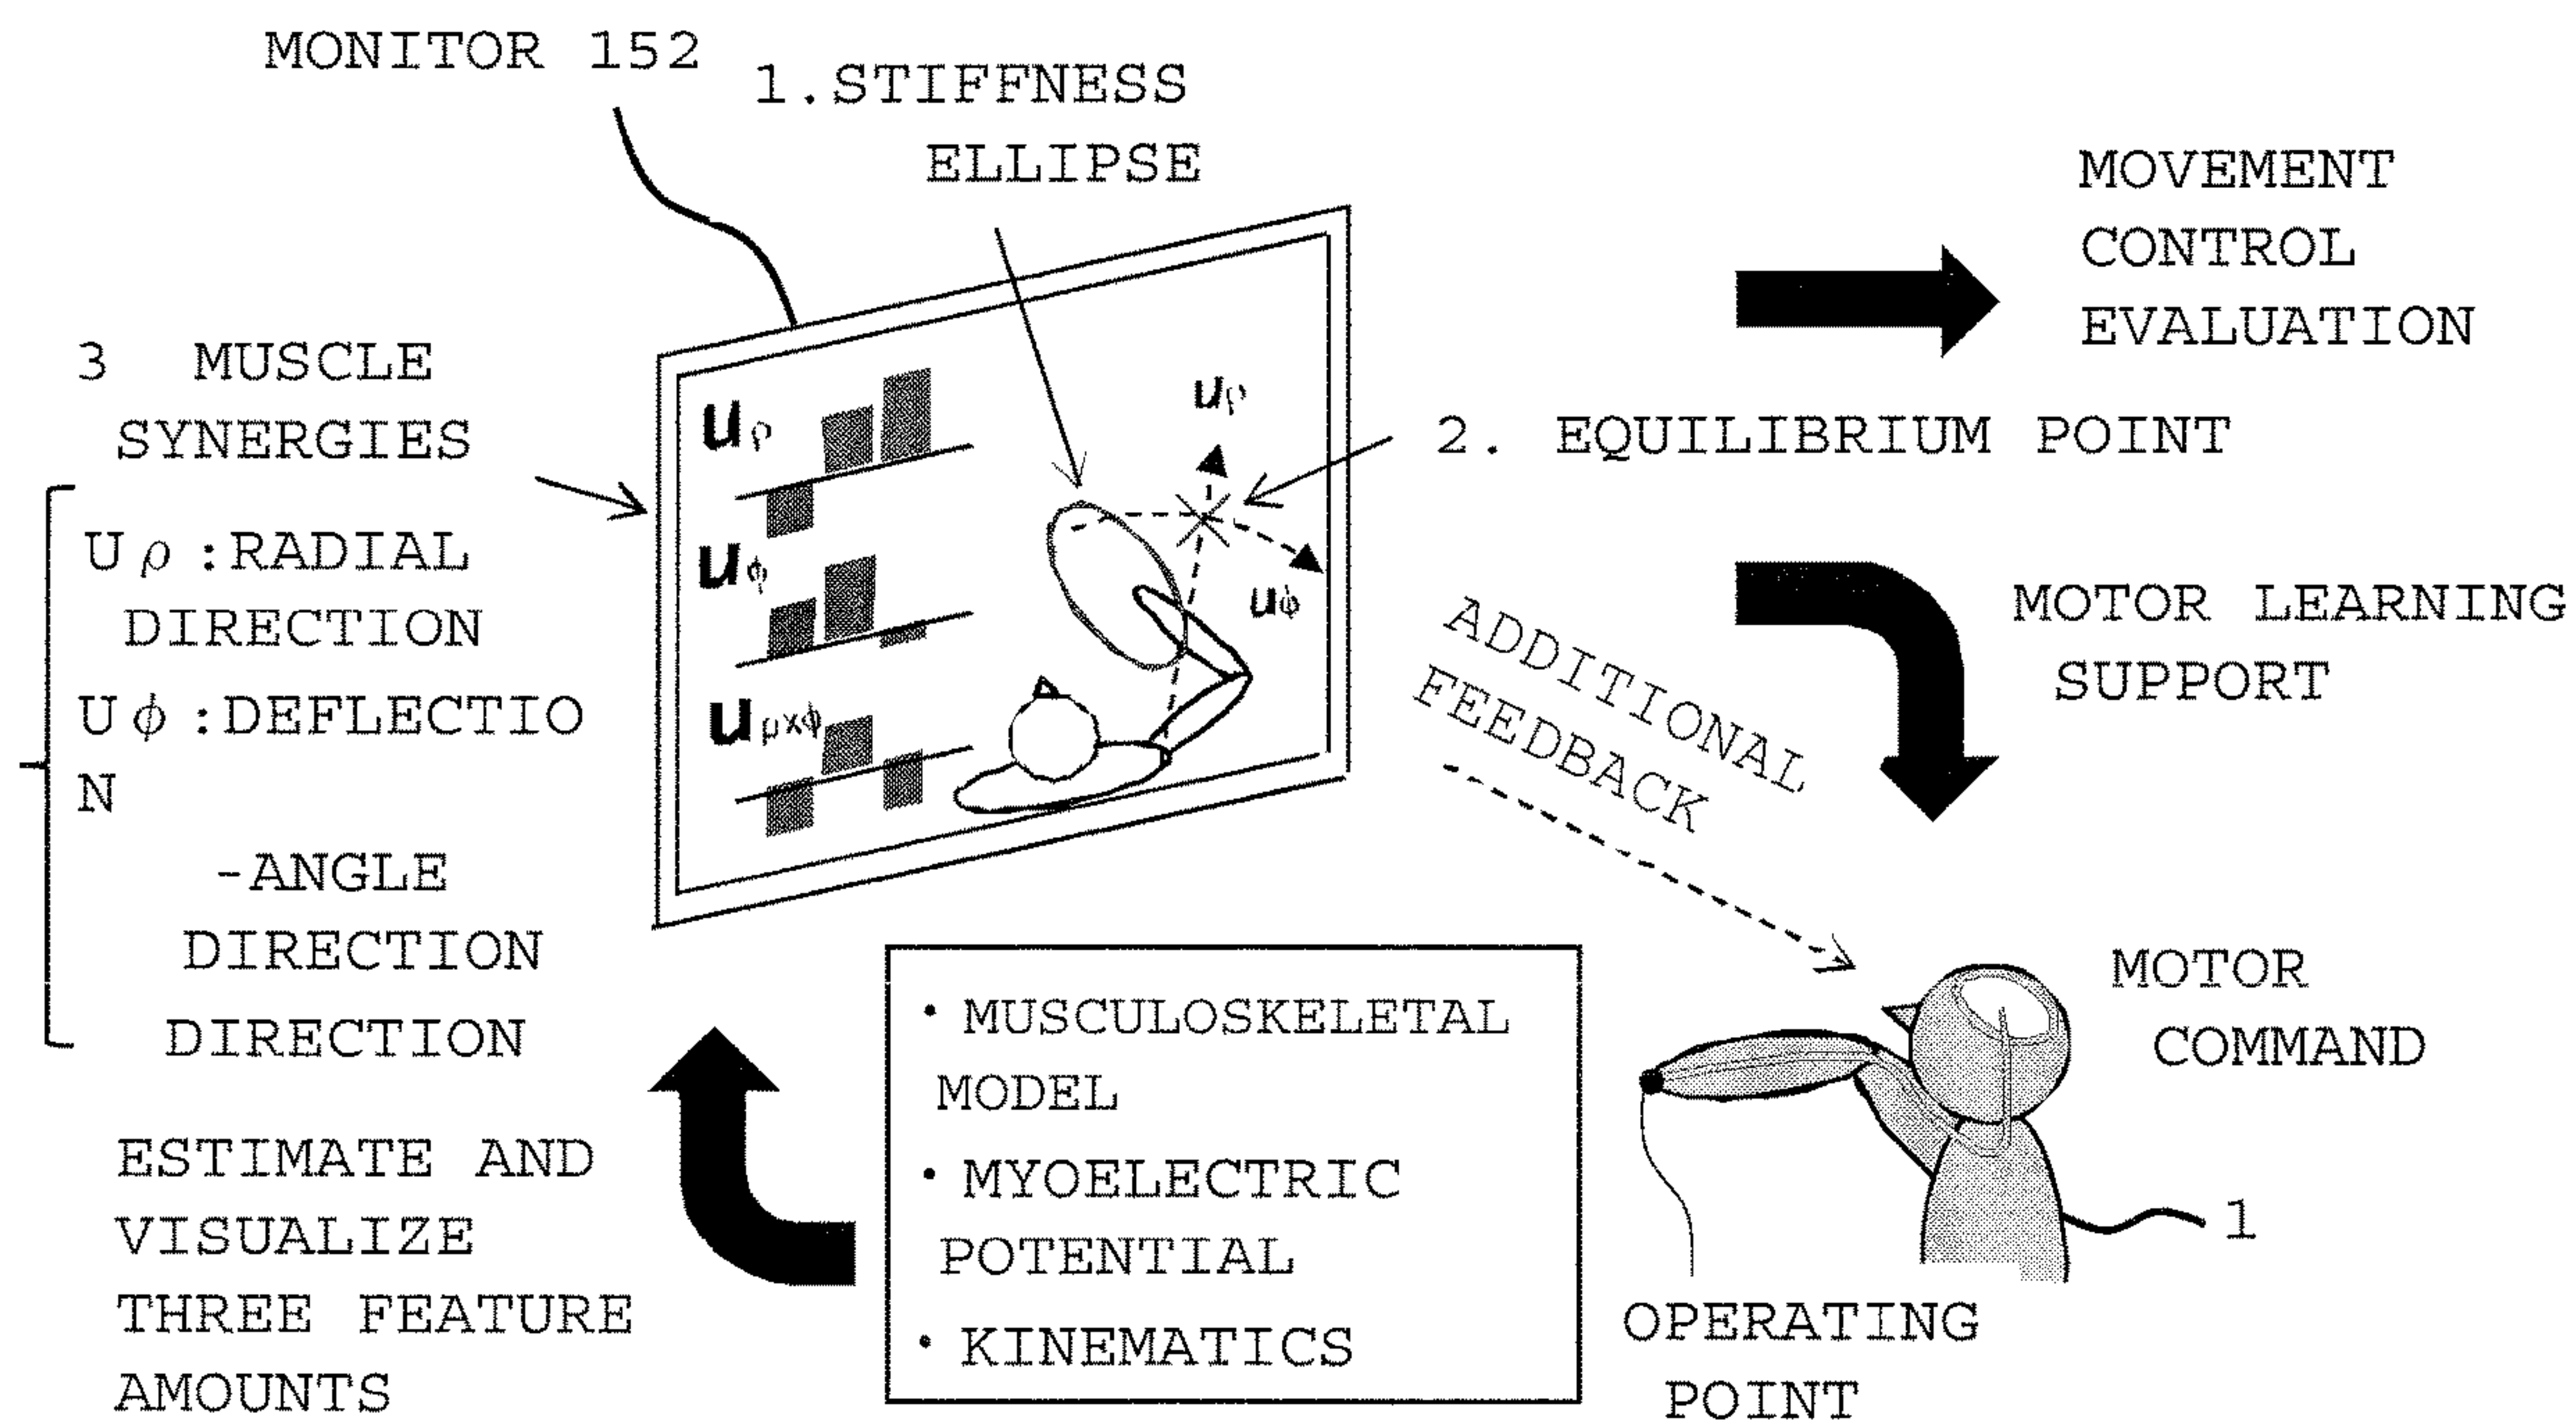 MONITOR 152
1.STIFFNESS
ELLIPSE
MOVEMENT
CONTROL
EVALUATION
3 MUSCLE
SYNERGIES
Uρ :RADIAL
DIRECTION
Uϕ :DEFLECTIO
N
-ANGLE
DIRECTION
DIRECTION
uρ
uϕ
uρxϕ
uρ
uϕ
2. EQUILIBRIUM POINT
MOTOR LEARNING
SUPPORT
ADDITIONAL
FEEDBACK
ESTIMATE AND
VISUALIZE
THREE FEATURE
AMOUNTS
• MUSCULOSKELETAL
MODEL
• MYOELECTRIC
POTENTIAL
• KINEMATICS
MOTOR
COMMAND
1
OPERATING
POINT